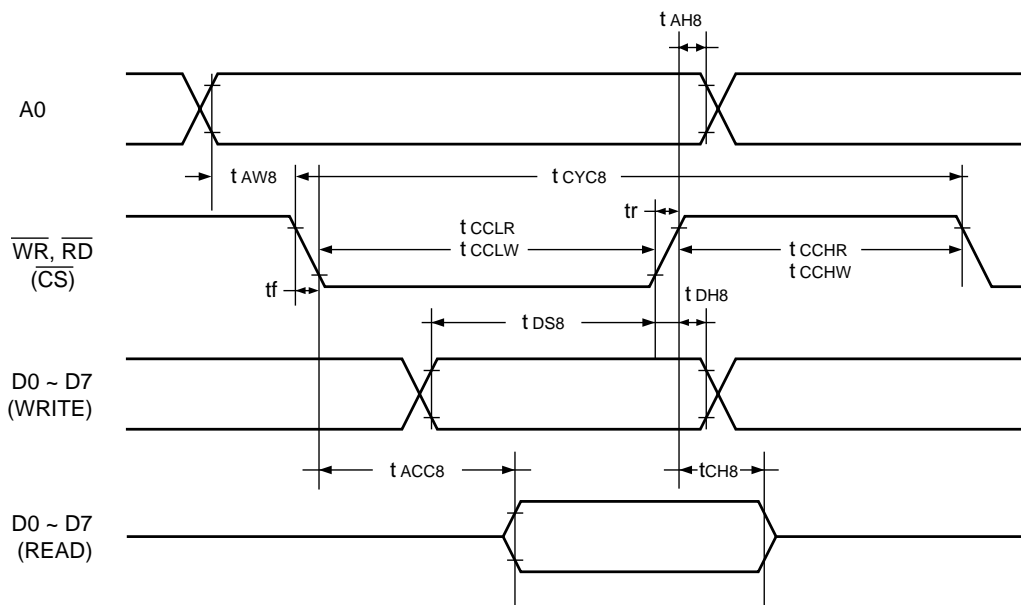 t AH8
A0
t AW8
t CYC8
WR, RD
(CS)
tr
t CCLR
t CCLW
t CCHR
t CCHW
tf
t DS8
t DH8
D0 ~ D7
(WRITE)
t ACC8
tCH8
D0 ~ D7
(READ)